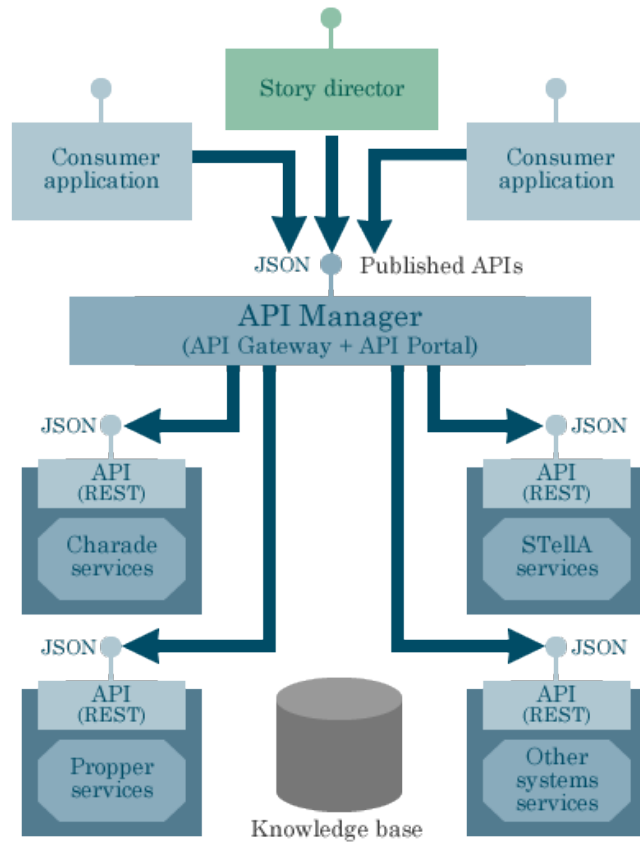 Story director
Consumer
application
Consumer
application
JSON
Published APIs
API Manager
(API Gateway + API Portal)
JSON
JSON
API
(REST)
API
(REST)
Charade
services
STellA
services
JSON
JSON
API
(REST)
API
(REST)
Propper
services
Other
systems
services
Knowledge base